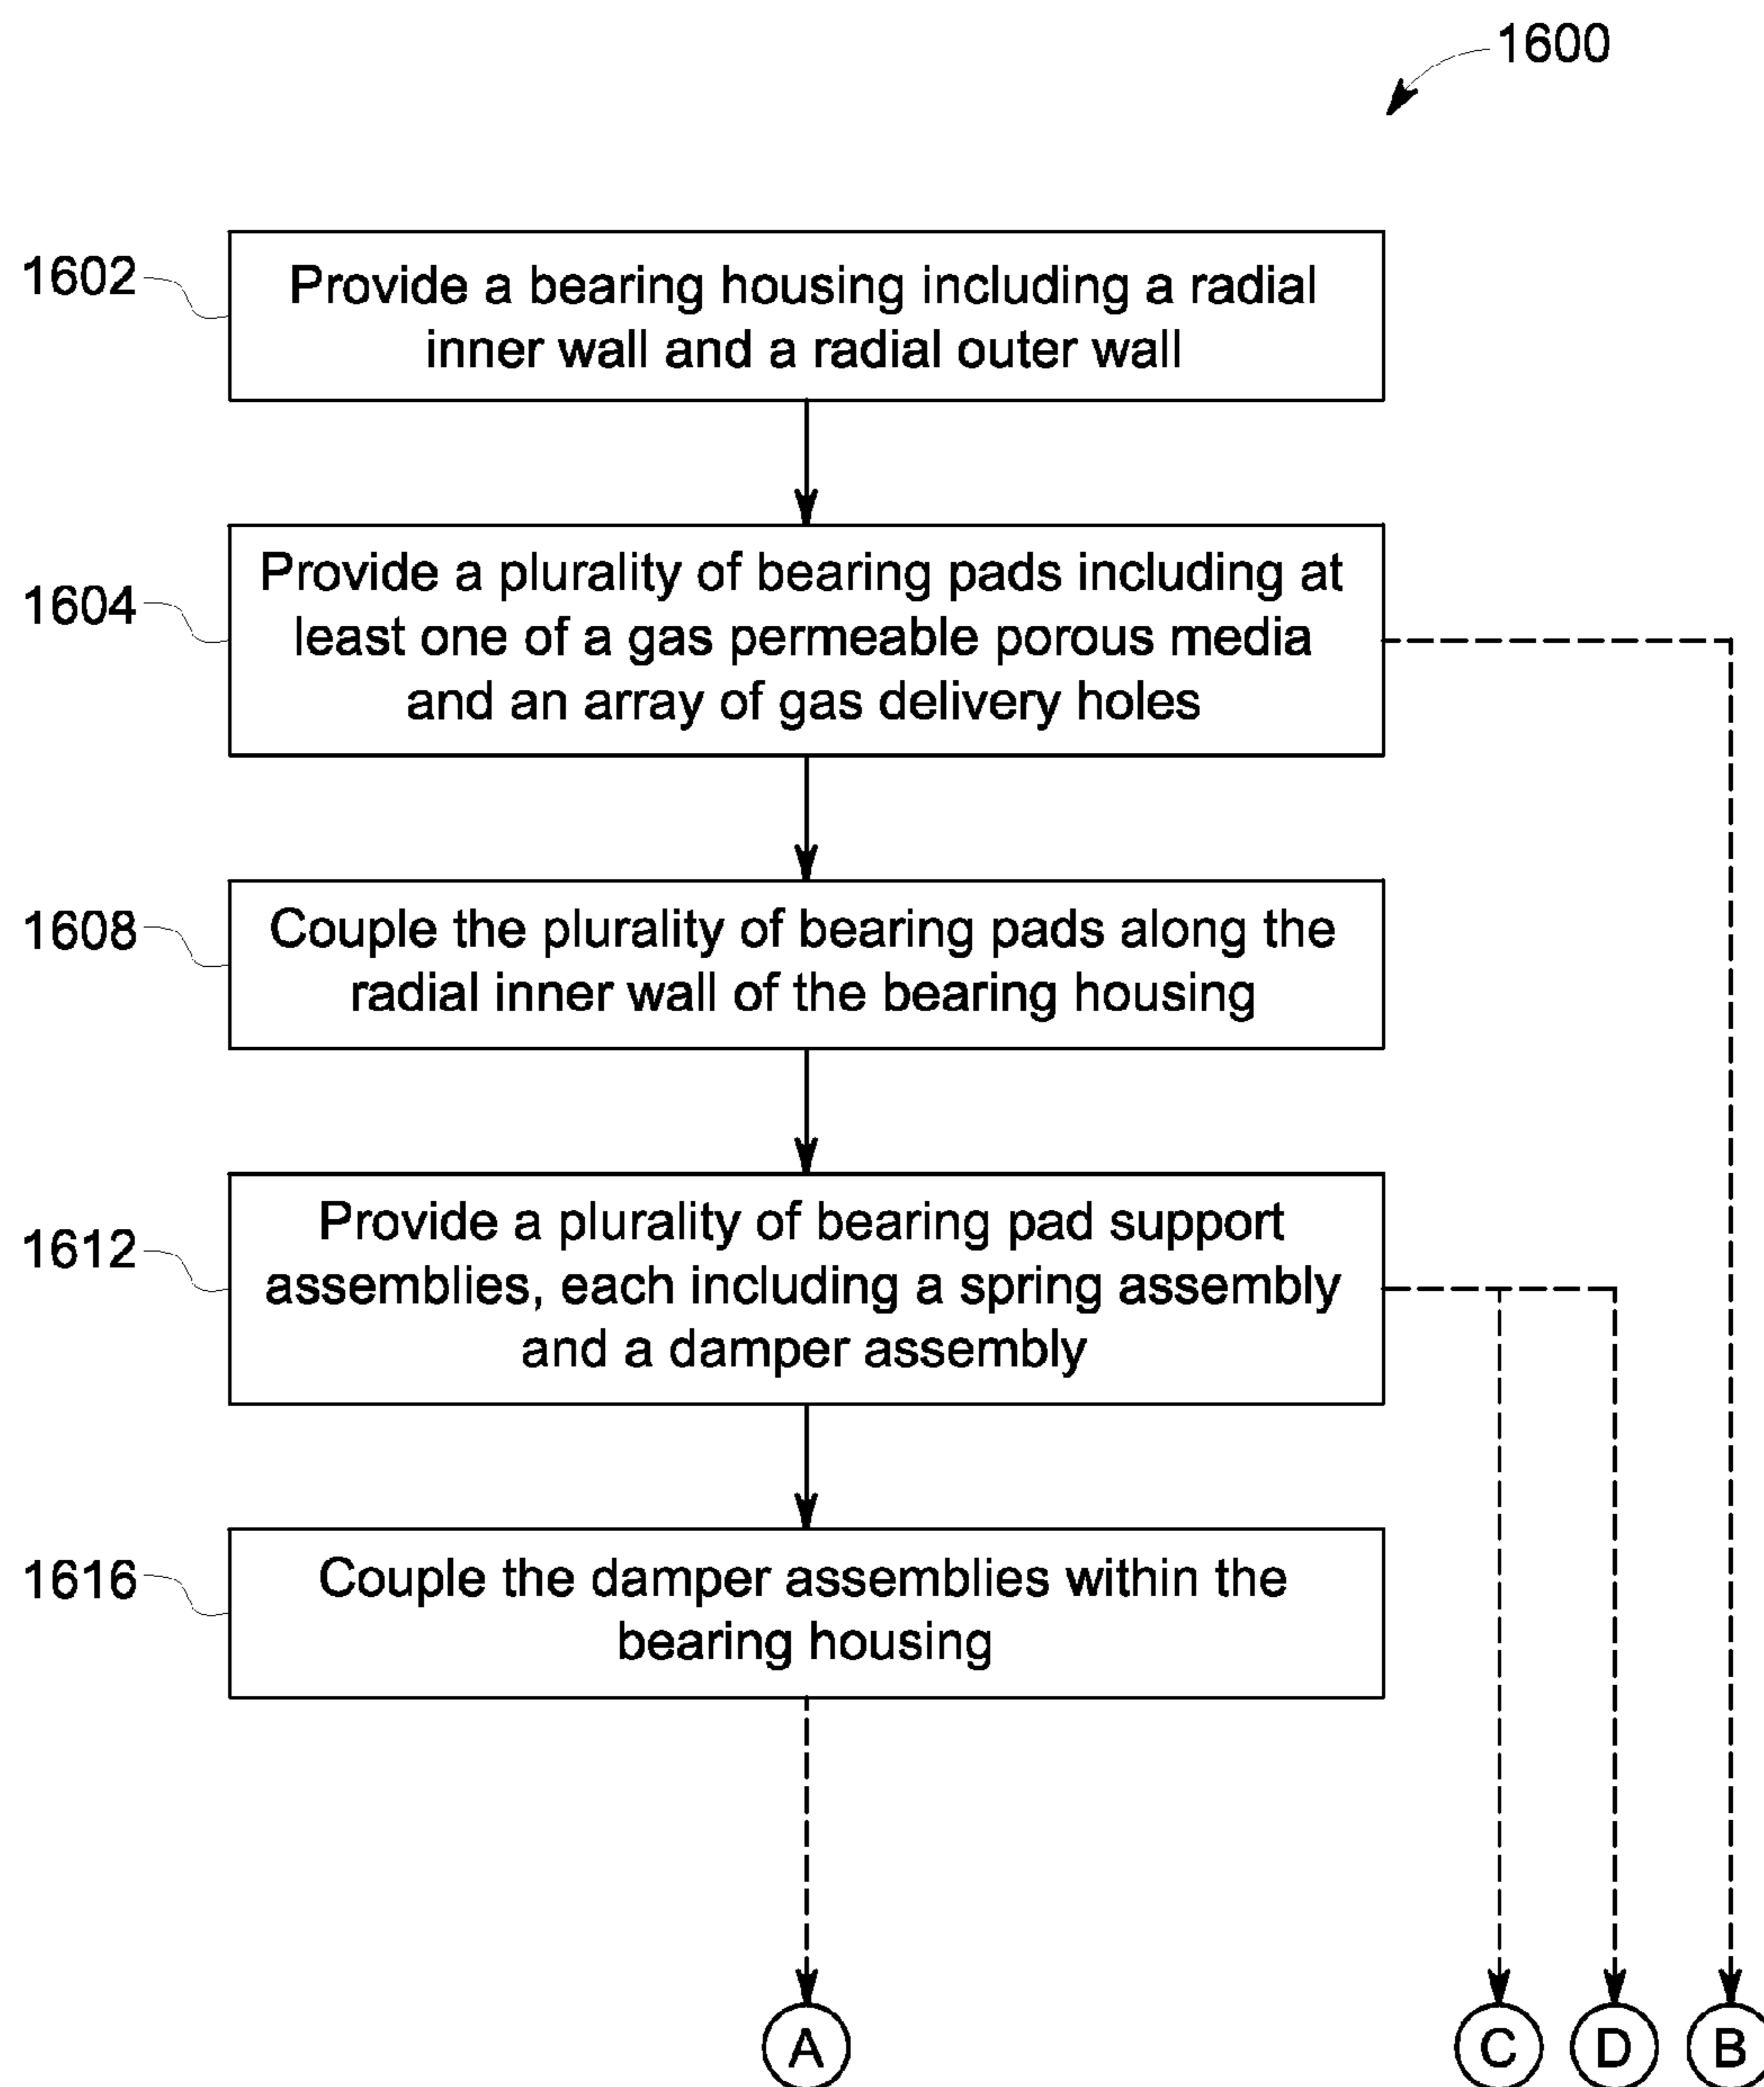 1600
1602
Provide a bearing housing including a radial
inner wall and a radial outer wall
1604
Provide a plurality of bearing pads including at
least one of a gas permeable porous media
and an array of gas delivery holes
1608
Couple the plurality of bearing pads along the
radial inner wall of the bearing housing
1612
Provide a plurality of bearing pad support
assemblies, each including a spring assembly
and a damper assembly
1616
Couple the damper assemblies within the
bearing housing
A
C
D
B